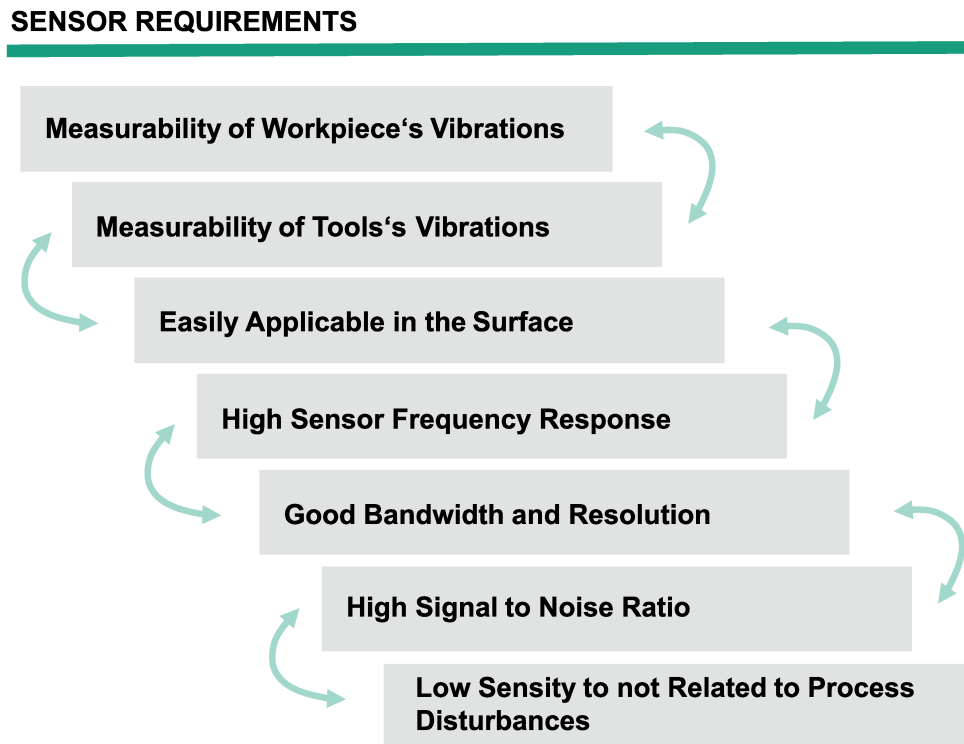 SENSOR REQUIREMENTS
Measurability of Workpiece‘s Vibrations
Measurability of Tools‘s Vibrations
Easily Applicable in the Surface
High Sensor Frequency Response
Good Bandwidth and Resolution
High Signal to Noise Ratio
Low Sensity to not Related to Process
Disturbances